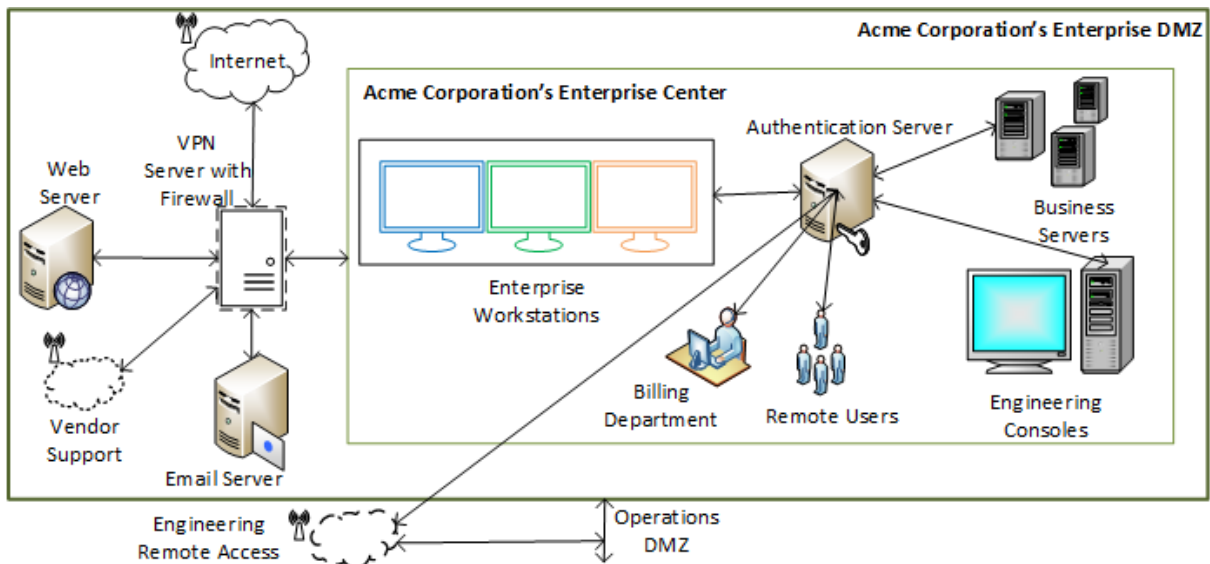 Acme Corporation's Enterprise DMZ
Internet
Acme Corporation's Enterprise Center
VPN
Server with
Firewall
Web
Server
Authentication Server
Business
Servers
Enterprise
Workstations
Billing
Department
Remote Users
Engineering
Consoles
Vendor
Support
Email Server
Engineering
Remote Access
Operations
DMZ